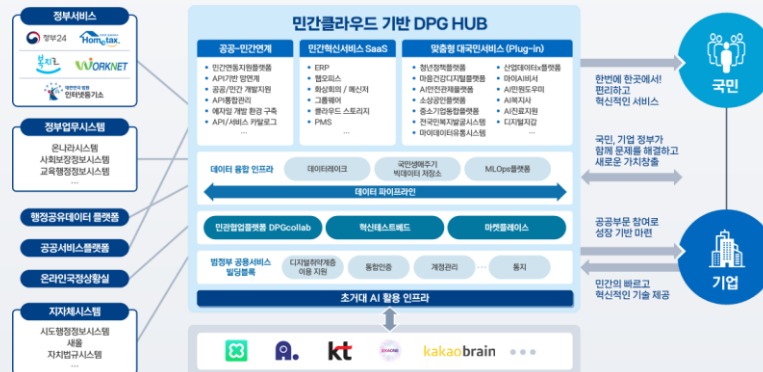 정부서비스
정부24
Hometax.
복지로
WORKNET
대한민국 법원
인터넷등기소
정부업무시스템
온나라시스템
사회보장정보시스템
교육행정정보시스템
...
행정공유데이터 플랫폼
공공서비스플랫폼
온라인국정상황실
지자체시스템
시도행정정보시스템
새올
자치법규시스템
...
민간클라우드 기반 DPG HUB
공공-민간연계
• 민간연동지원플랫폼
• API기반 망연계
• 공공/민간 개발지원
• API통합관리
• 에자일 개발 환경 구축
• API/서비스 카탈로그
...
민간혁신서비스 SaaS
• ERP
• 웹오피스
• 화상회의 / 메신저
• 그룹웨어
• 클라우드 스토리지
• PMS
...
맞춤형 대국민서비스 (Plug-in)
• 청년정책플랫폼
• 마음건강디지털플랫폼
• AI안전관제플랫폼
• 소상공인플랫폼
• 중소기업통합플랫폼
• 전국민복지발굴시스템
• 마이데이터유통시스템
• 산업데이터x플랫폼
• 마이AI비서
• AI민원도우미
• AI복지사
• AI진료지원
• 디지털지갑
...
데이터 융합 인프라
데이터레이크
국민생애주기
빅데이터 저장소
MLOps플랫폼
데이터 파이프라인
민관협업플랫폼 DPGcollab
혁신테스트베드
마켓플레이스
범정부 공용서비스
빌딩블록
디지털취약계층
이용 지원
통합인증
계정관리
...
통지
초거대 AI 활용 인프라
A.
kt
EXAONE
kakaobrain
국민
한번에 한곳에서!
편리하고
혁신적인 서비스
국민, 기업 정부가
함께 문제를 해결하고
새로운 가치창출
공공부문 참여로
성장 기반 마련
민간의 빠르고
혁신적인 기술 제공
기업